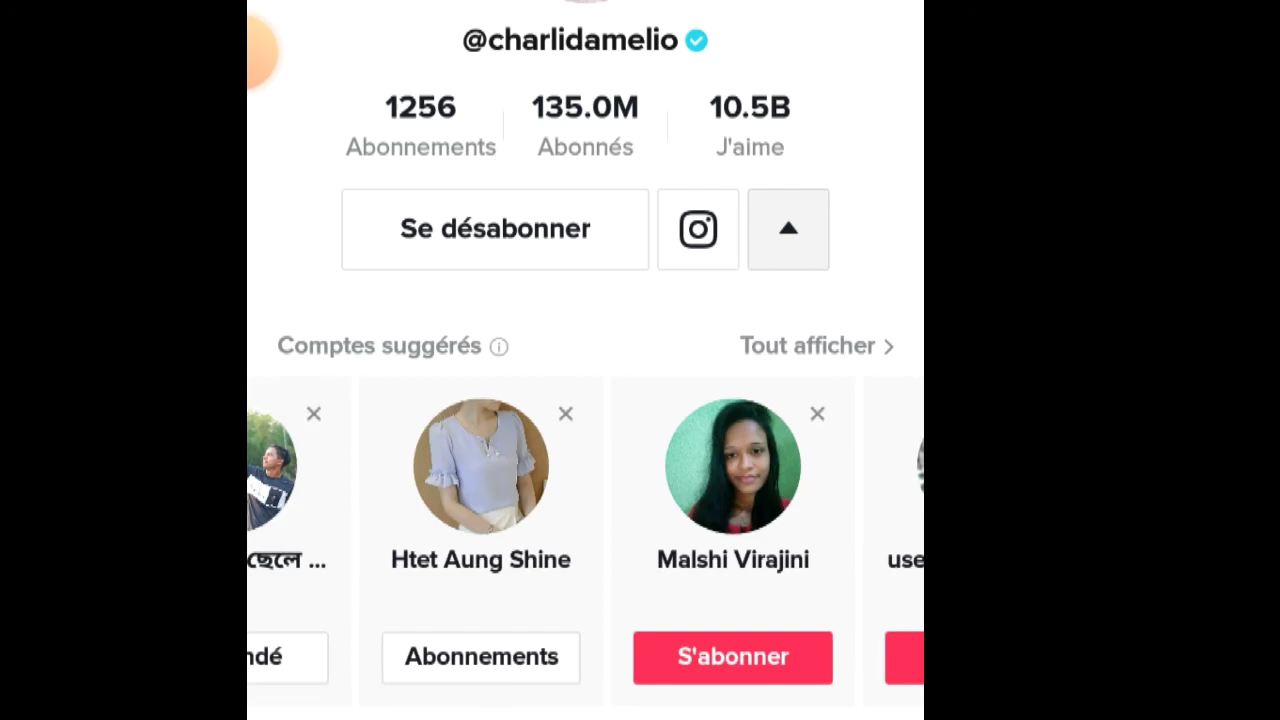 @charlidamelio
1256 135.0M 10.5B
Abonnements Abonnés J'aime
Se désabonner
Comptes suggérés Tout afficher
ছেলে ... Htet Aung Shine Malshi Virajini use
ndé Abonnements S'abonner